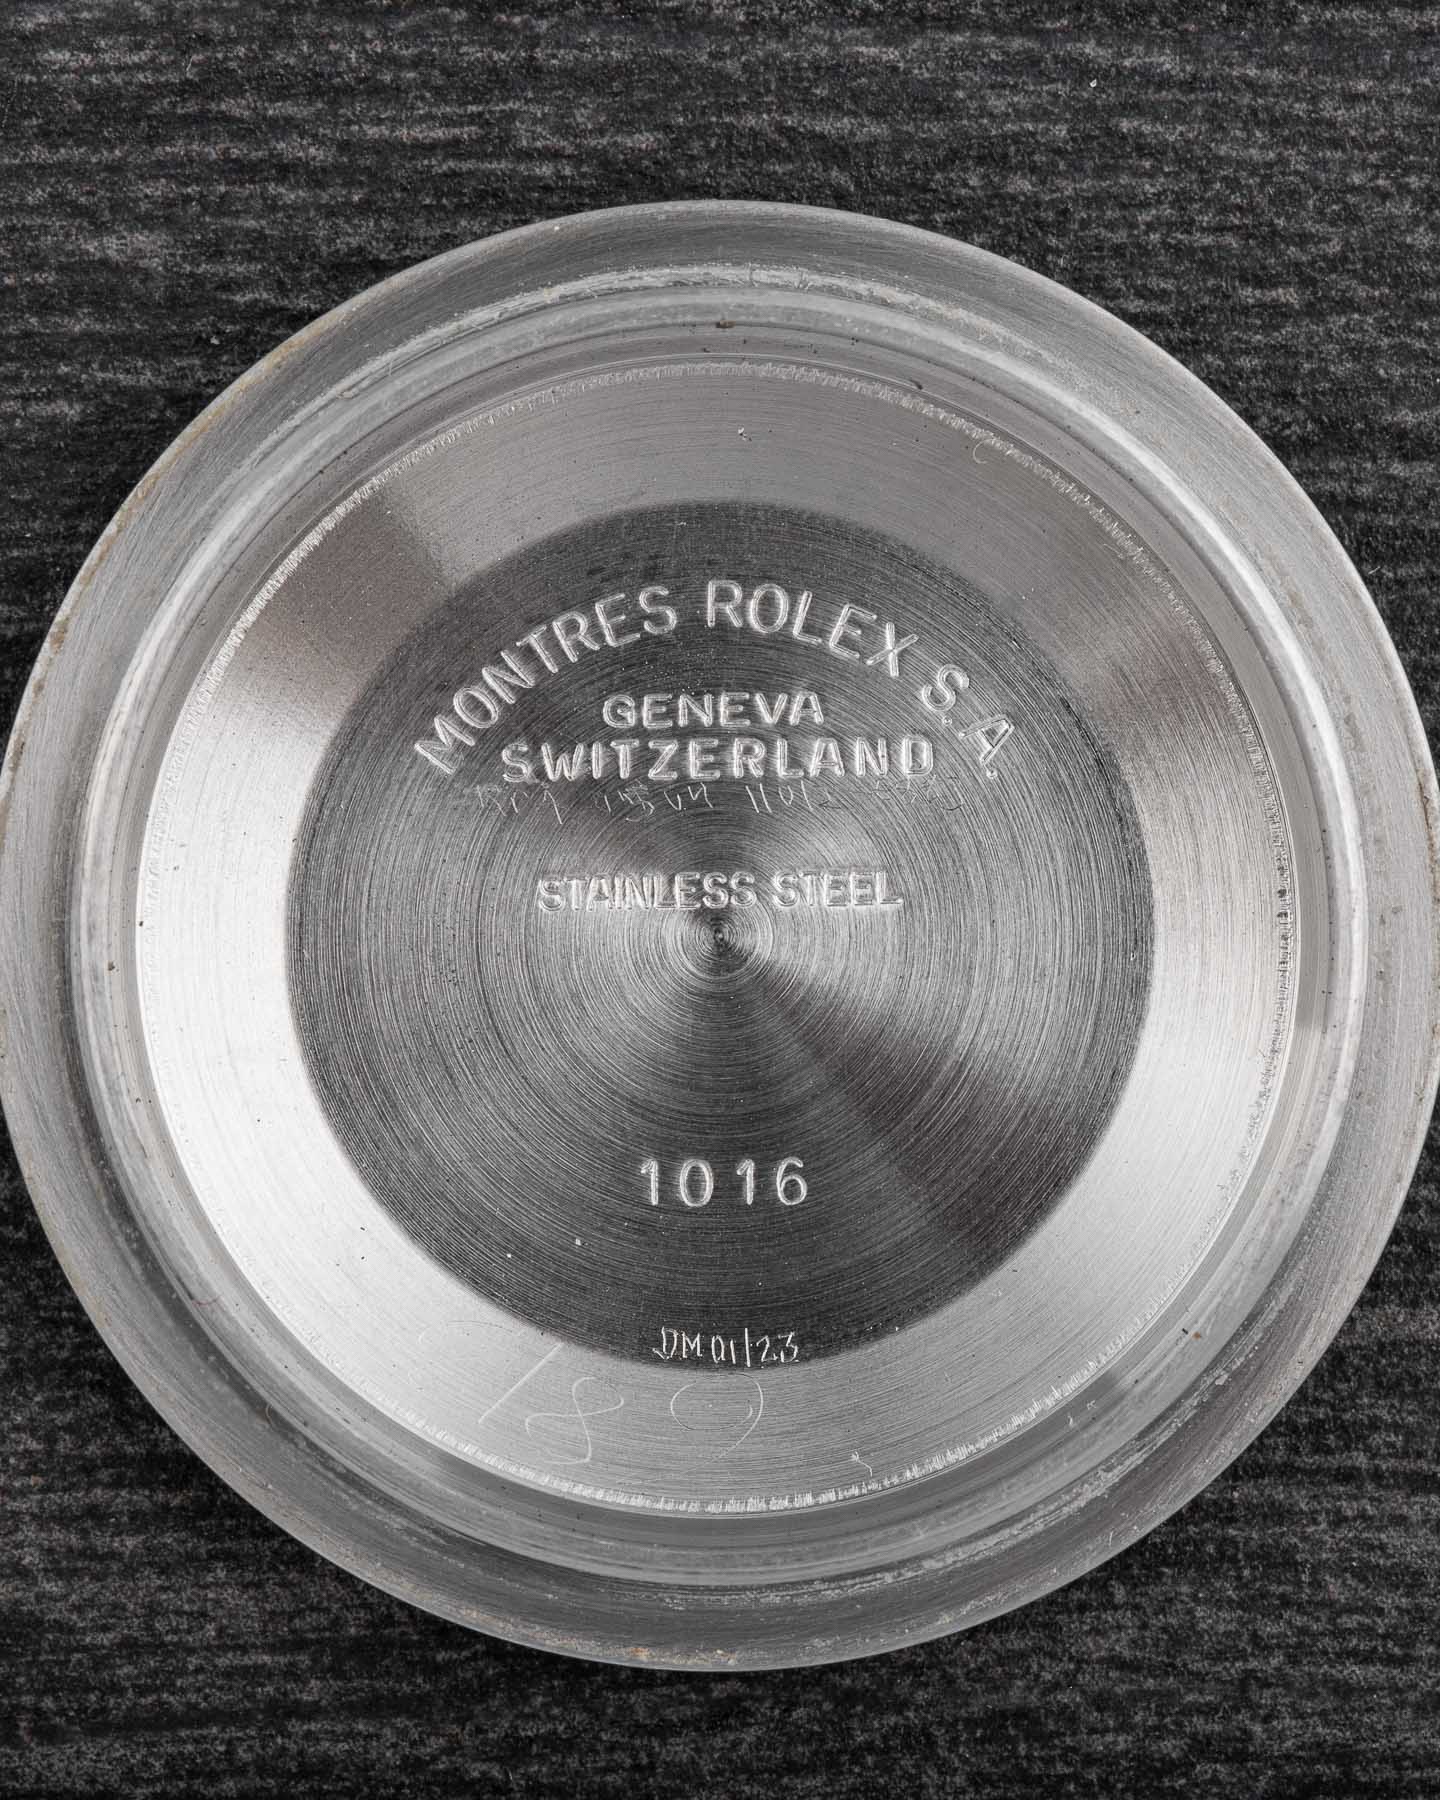 MONTRES ROLEX S.A.
GENEVA
SWITZERLAND
STAINLESS STEEL
1016
DM 01/23